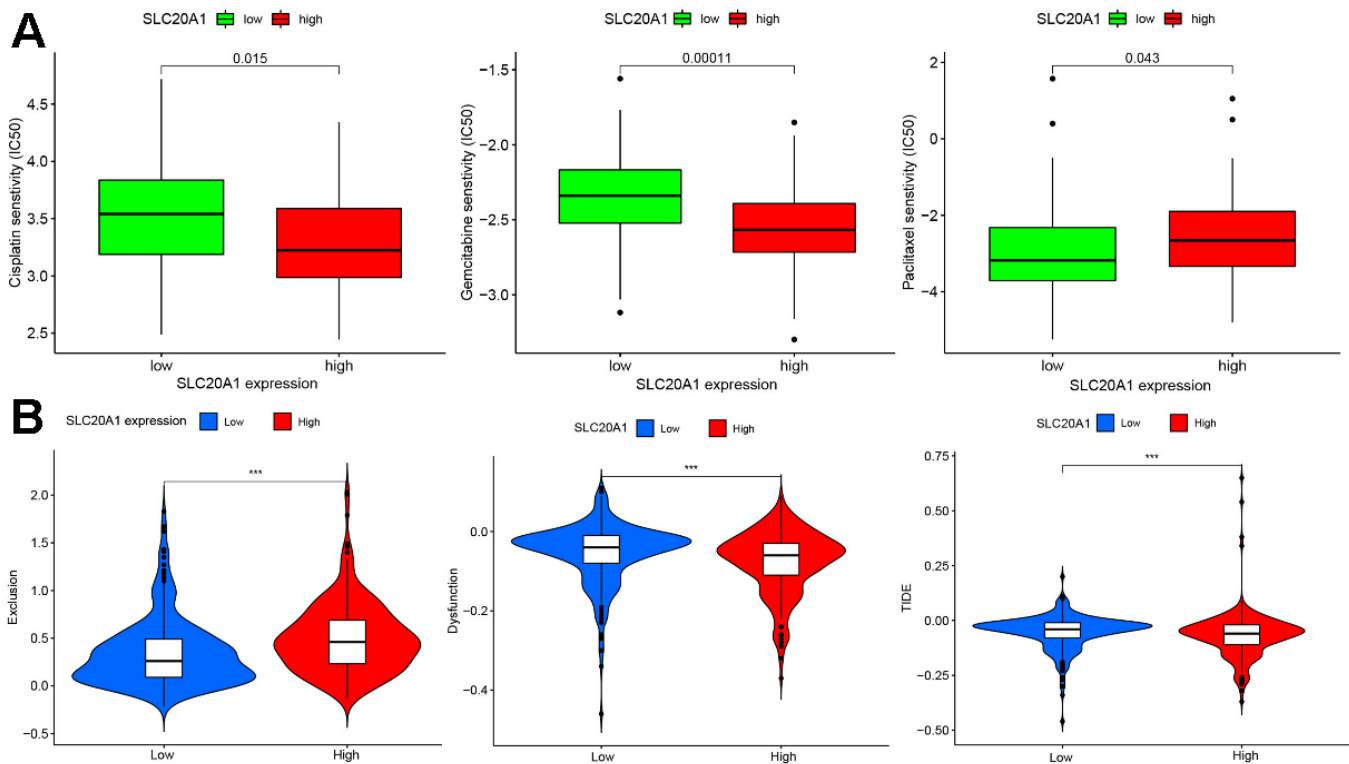 A
SLC20A1 low high
0.015
Cisplatin senstivity (IC50)
4.5
4.0
3.5
3.0
2.5
low high
SLC20A1 expression
SLC20A1 low high
0.00011
Gemcitabine senstivity (IC50)
−1.5
−2.0
−2.5
−3.0
low high
SLC20A1 expression
SLC20A1 low high
0.043
Paclitaxel senstivity (IC50)
2
0
−2
−4
low high
SLC20A1 expression
B
SLC20A1 expression Low High
***
Exclusion
2.0
1.5
1.0
0.5
0.0
−0.5
Low High
SLC20A1 Low High
***
Dysfunction
0.0
−0.2
−0.4
Low High
SLC20A1 Low High
***
TIDE
0.75
0.50
0.25
0.00
−0.25
−0.50
Low High